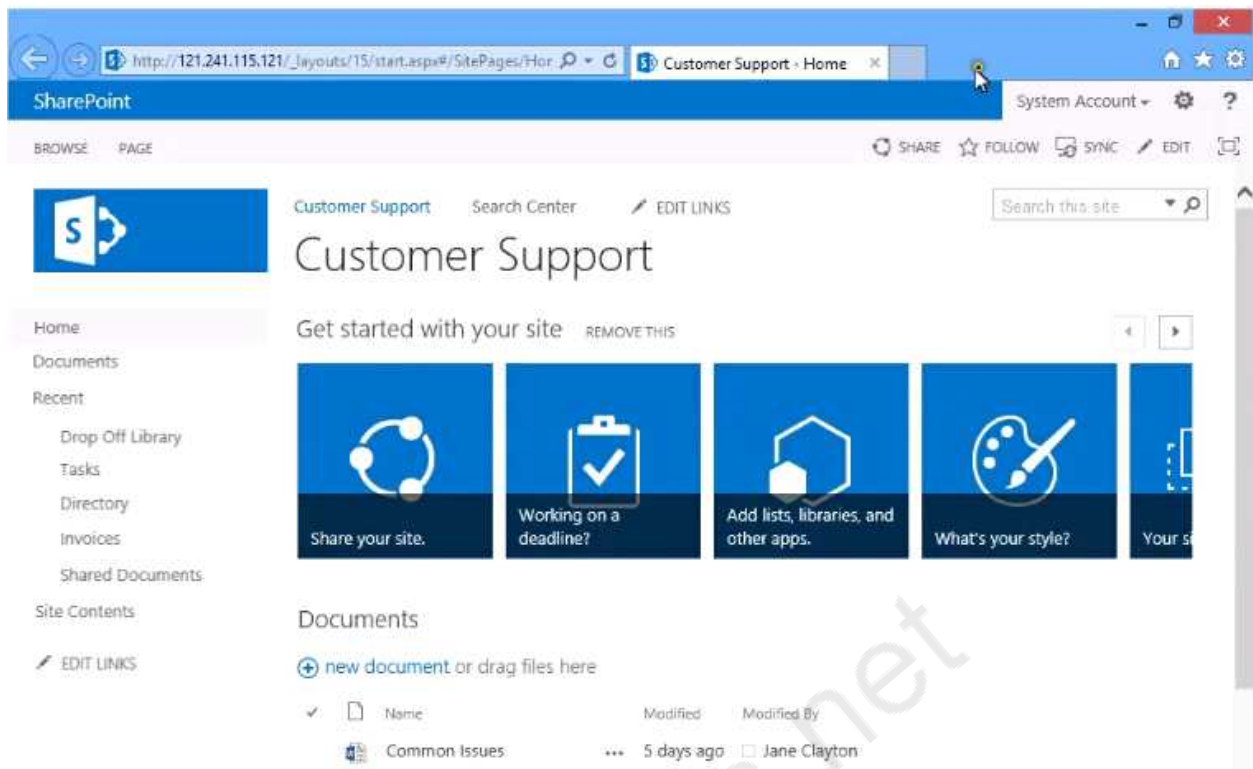 http://121.241.115.121/_layouts/15/start.aspx#/SitePages/Hor
Customer Support - Home
SharePoint
System Account
?
BROWSE PAGE
SHARE FOLLOW SYNC EDIT
S
Customer Support Search Center EDIT LINKS
Search this site
Customer Support
Home
Documents
Recent
Drop Off Library
Tasks
Directory
Invoices
Shared Documents
Site Contents
EDIT LINKS
Get started with your site REMOVE THIS
Share your site.
Working on a
deadline?
Add lists, libraries, and
other apps.
What's your style?
Your si
Documents
new document or drag files here
Name Modified Modified By
Common Issues ... 5 days ago Jane Clayton
net